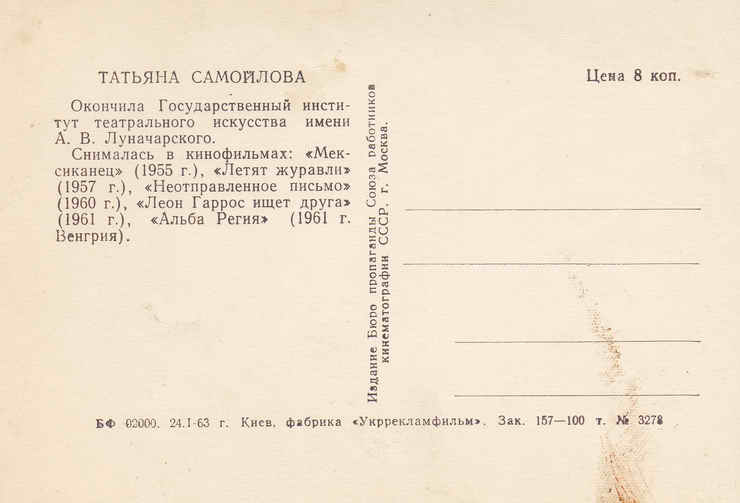 ТАТЬЯНА САМОЙЛОВА
Окончила Государственный инсти-
тут театрального искусства имени
А. В. Луначарского.
Снималась в кинофильмах: «Мек-
сиканец» (1955 г.), «Летят журавли»
(1957 г.), «Неотправленное письмо»
(1960 г.), «Леон Гаррос ищет друга»
(1961 г.), «Альба Регия» (1961 г.
Венгрия).
Издание Бюро пропаганды Союза работников
кинематографии СССР, г. Москва.
Цена 8 коп.
БФ 02000. 24.I-63 г. Киев, фабрика «Укррекламфильм». Зак. 157—100 т. № 3278